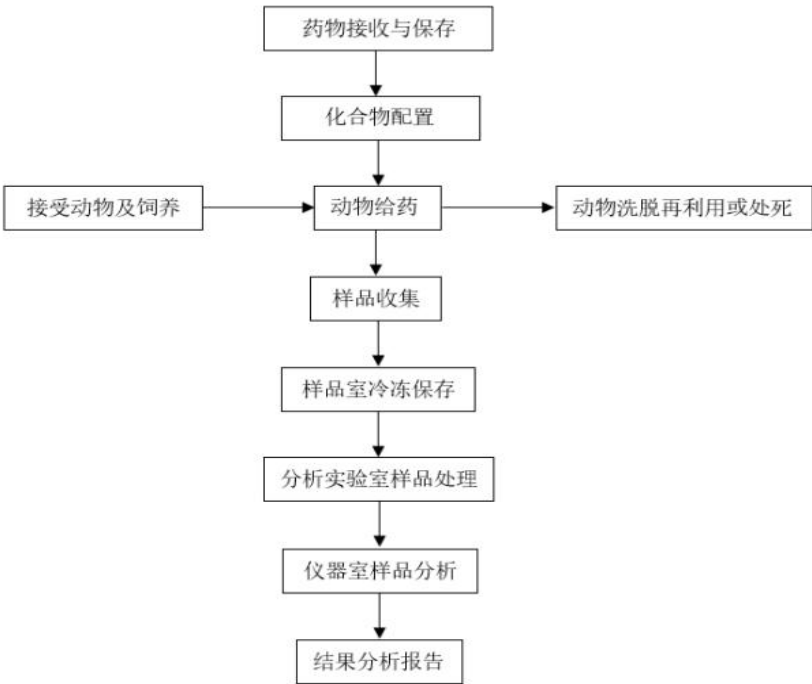 药物接收与保存
化合物配置
接受动物及饲养
动物给药
动物洗脱再利用或处死
样品收集
样品室冷冻保存
分析实验室样品处理
仪器室样品分析
结果分析报告